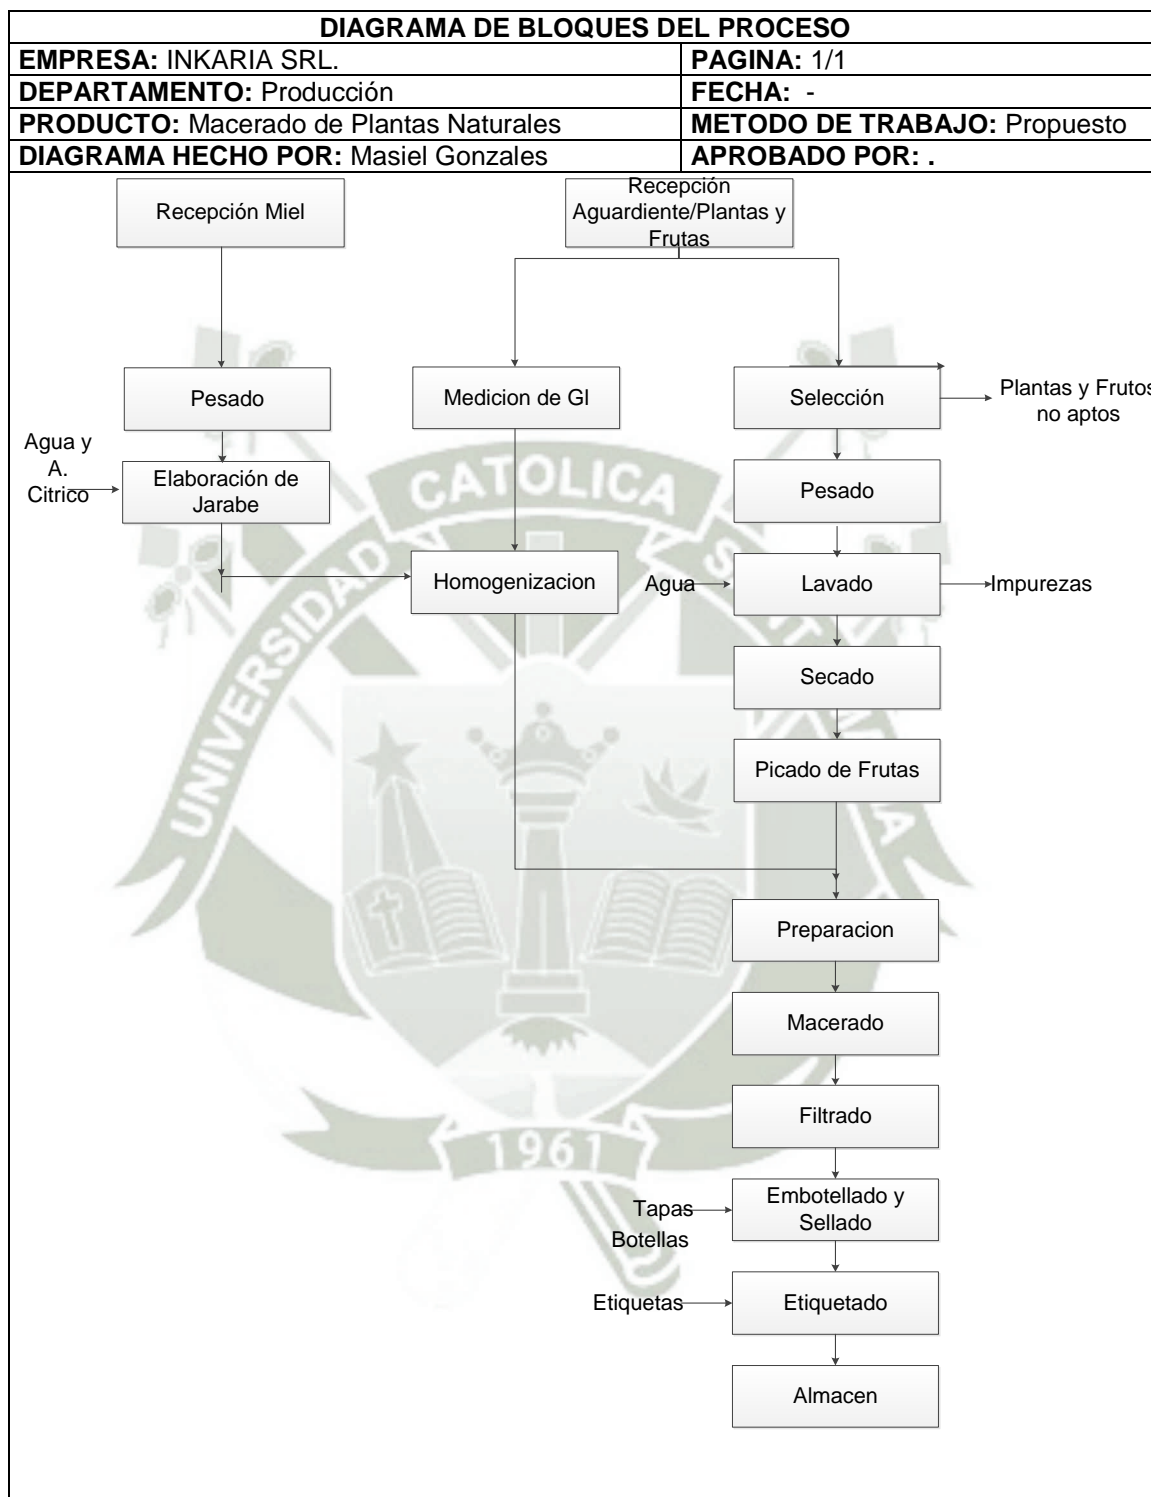 DIAGRAMA DE BLOQUES DEL PROCESO
EMPRESA: INKARIA SRL.
PAGINA: 1/1
DEPARTAMENTO: Producción
FECHA: -
PRODUCTO: Macerado de Plantas Naturales
METODO DE TRABAJO: Propuesto
DIAGRAMA HECHO POR: Masiel Gonzales
APROBADO POR: .
Recepción Miel
Recepción
Aguardiente/Plantas y
Frutas
Pesado
Medicion de Gl
Selección
Plantas y Frutos
no aptos
Agua y
A.
Citrico
Elaboración de
Jarabe
Pesado
Homogenizacion
Agua
Lavado
Impurezas
Secado
Picado de Frutas
Preparacion
Macerado
Filtrado
Tapas
Botellas
Embotellado y
Sellado
Etiquetas
Etiquetado
Almacen
UNIVERSIDAD CATOLICA
1961